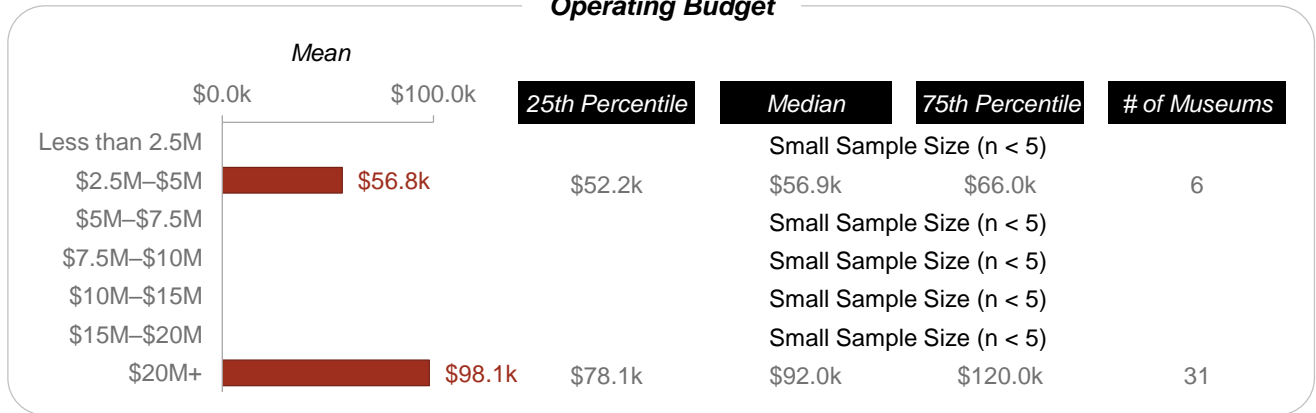 Operating Budget
Mean
$0.0k $100.0k 25th Percentile Median 75th Percentile # of Museums
Less than 2.5M Small Sample Size (n < 5)
$2.5M–$5M $56.8k $52.2k $56.9k $66.0k 6
$5M–$7.5M Small Sample Size (n < 5)
$7.5M–$10M Small Sample Size (n < 5)
$10M–$15M Small Sample Size (n < 5)
$15M–$20M Small Sample Size (n < 5)
$20M+ $98.1k $78.1k $92.0k $120.0k 31